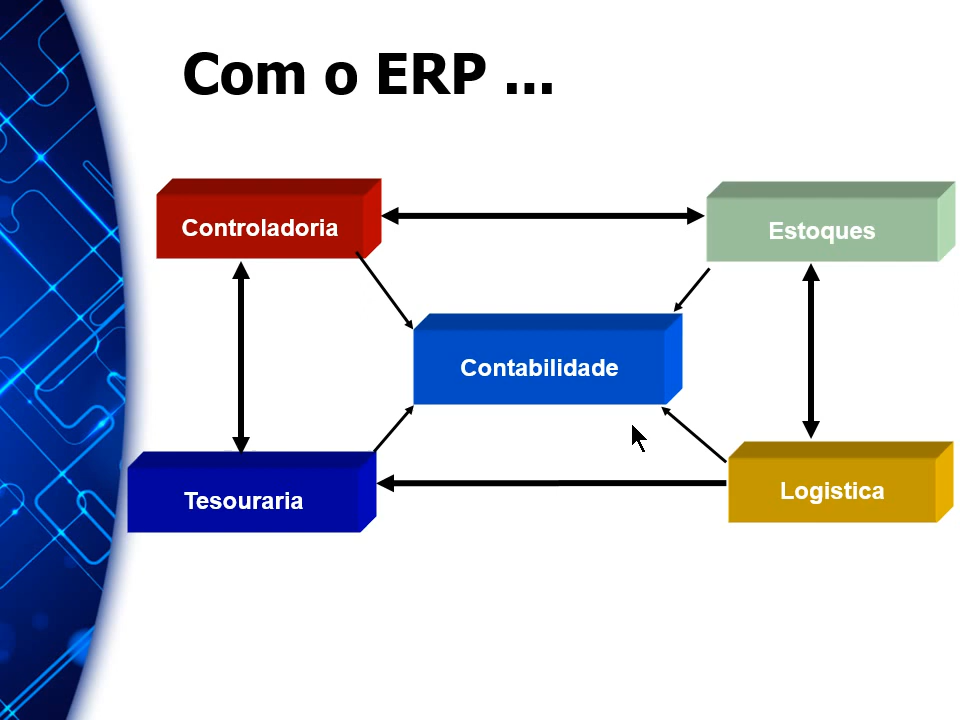 Com o ERP ...
Controladoria
Estoques
Contabilidade
Tesouraria
Logistica